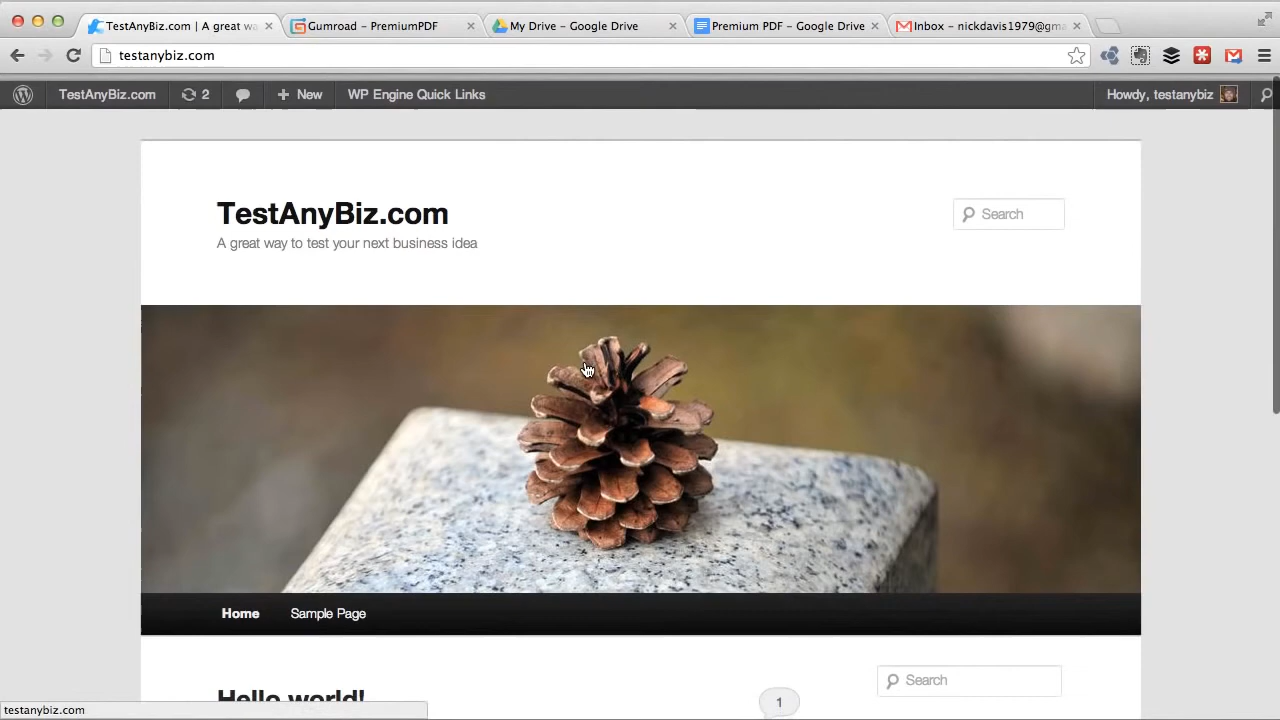 TestAnyBiz.com | A great wa
Gumroad – PremiumPDF
My Drive – Google Drive
Premium PDF – Google Drive
Inbox – nickdavis1979@gma
testanybiz.com
TestAnyBiz.com
2
New
WP Engine Quick Links
Howdy, testanybiz
TestAnyBiz.com
Search
A great way to test your next business idea
Home
Sample Page
Search
Hello world!
1
testanybiz.com